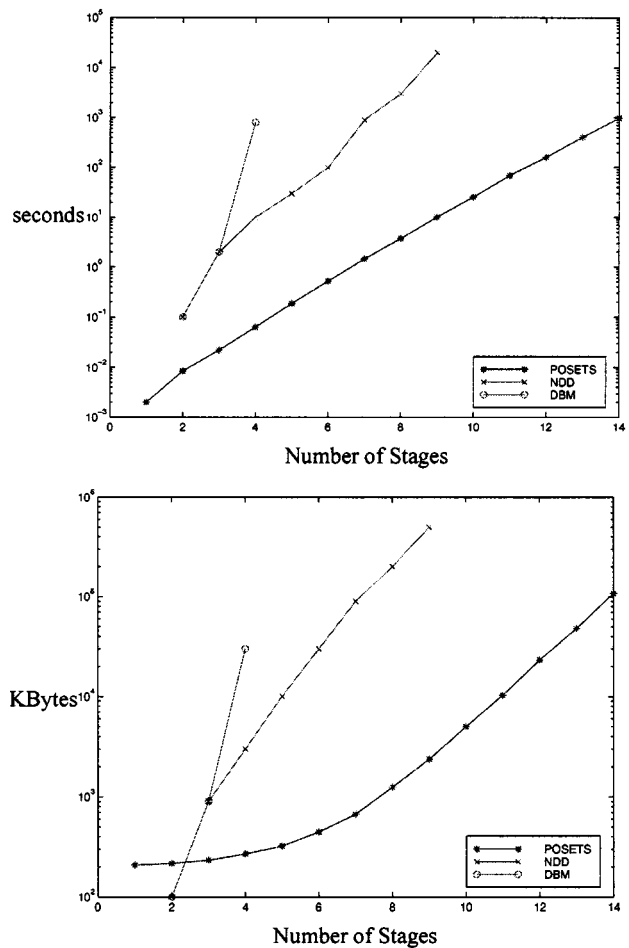 10^5
10^4
10^3
10^2
seconds
10^1
10^0
10^-1
10^-2
10^-3
POSETS
NDD
DBM
2 4 6 8 10 12 14
Number of Stages
10^6
10^5
KBytes
10^4
10^3
10^2
POSETS
NDD
DBM
0 2 4 6 8 10 12 14
Number of Stages